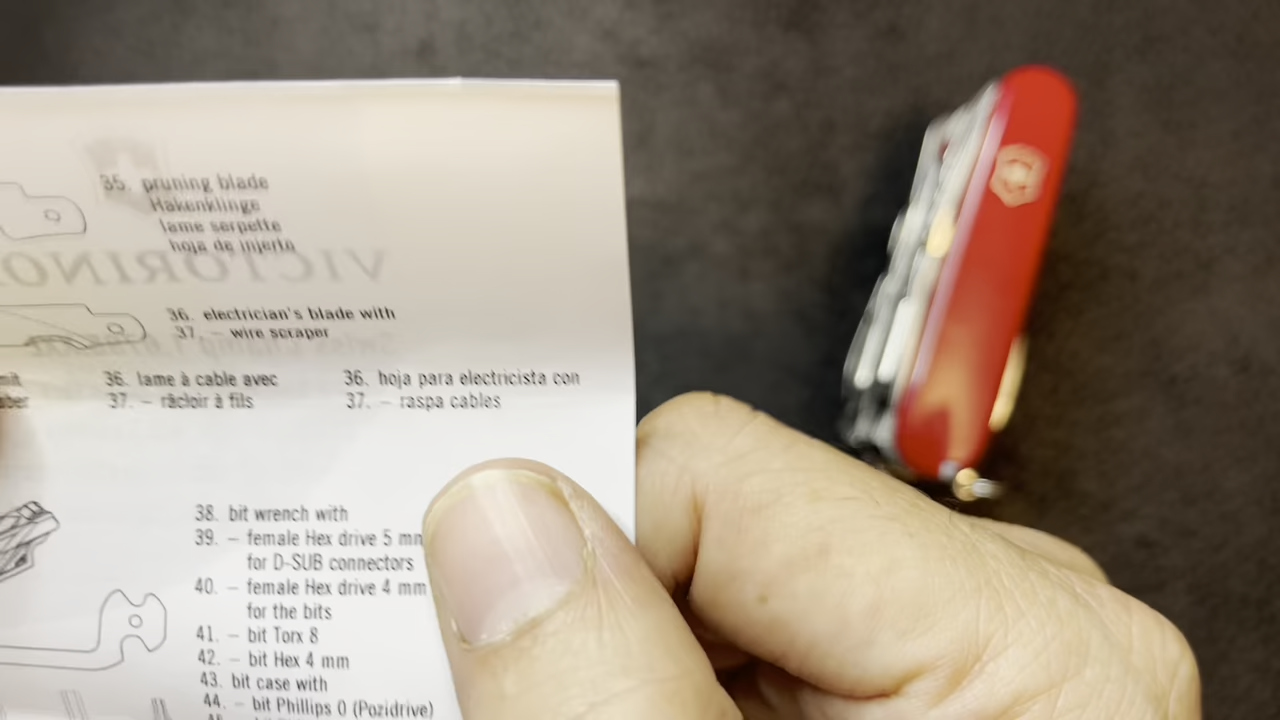 35. pruning blade
Hakenklinge
lame serpette
hoja de injerto
VICTORINO
36. electrician's blade with
37. – wire scraper
mit
36. lame à cable avec
36. hoja para electricista con
aber
37. – râcloir à fils
37. – raspa cables
38. bit wrench with
39. – female Hex drive 5 mm
for D-SUB connectors
40. – female Hex drive 4 mm
for the bits
41. – bit Torx 8
42. – bit Hex 4 mm
43. bit case with
44. – bit Phillips 0 (Pozidrive)